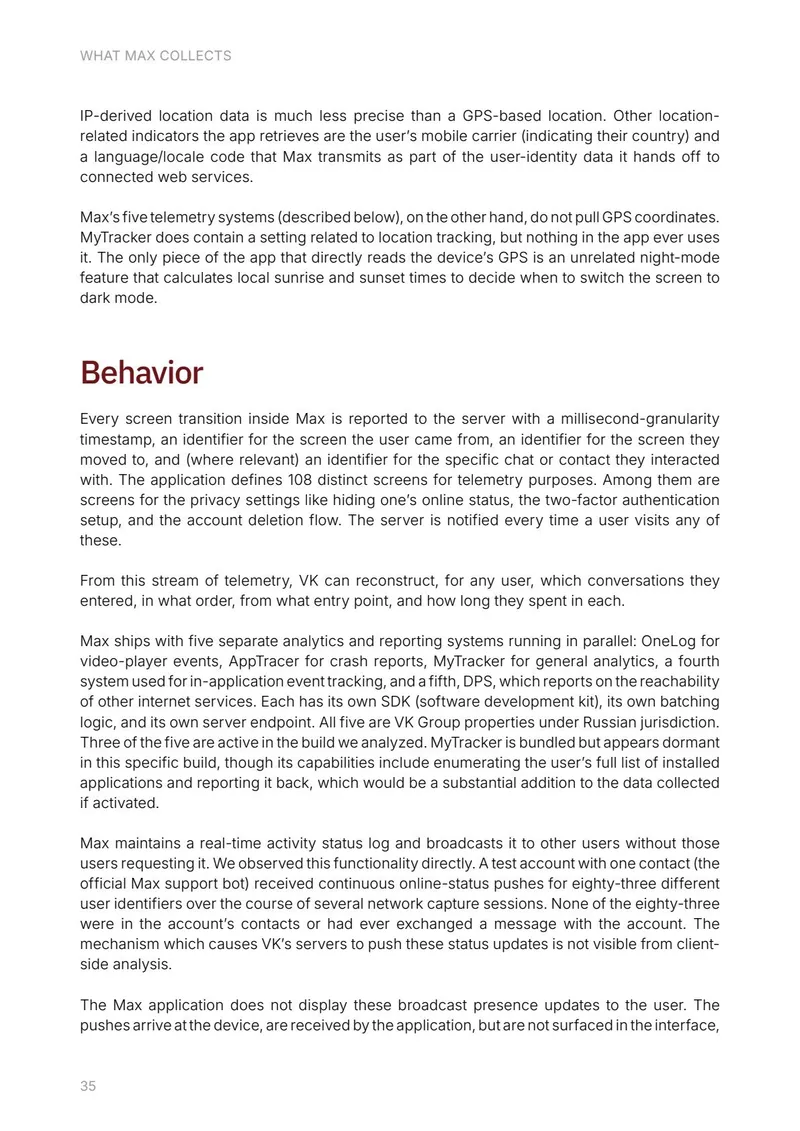 WHAT MAX COLLECTS
IP-derived location data is much less precise than a GPS-based location. Other location-
related indicators the app retrieves are the user’s mobile carrier (indicating their country) and
a language/locale code that Max transmits as part of the user-identity data it hands off to
connected web services.
Max’s five telemetry systems (described below), on the other hand, do not pull GPS coordinates.
MyTracker does contain a setting related to location tracking, but nothing in the app ever uses
it. The only piece of the app that directly reads the device’s GPS is an unrelated night-mode
feature that calculates local sunrise and sunset times to decide when to switch the screen to
dark mode.
Behavior
Every screen transition inside Max is reported to the server with a millisecond-granularity
timestamp, an identifier for the screen the user came from, an identifier for the screen they
moved to, and (where relevant) an identifier for the specific chat or contact they interacted
with. The application defines 108 distinct screens for telemetry purposes. Among them are
screens for the privacy settings like hiding one’s online status, the two-factor authentication
setup, and the account deletion flow. The server is notified every time a user visits any of
these.
From this stream of telemetry, VK can reconstruct, for any user, which conversations they
entered, in what order, from what entry point, and how long they spent in each.
Max ships with five separate analytics and reporting systems running in parallel: OneLog for
video-player events, AppTracer for crash reports, MyTracker for general analytics, a fourth
system used for in-application event tracking, and a fifth, DPS, which reports on the reachability
of other internet services. Each has its own SDK (software development kit), its own batching
logic, and its own server endpoint. All five are VK Group properties under Russian jurisdiction.
Three of the five are active in the build we analyzed. MyTracker is bundled but appears dormant
in this specific build, though its capabilities include enumerating the user’s full list of installed
applications and reporting it back, which would be a substantial addition to the data collected
if activated.
Max maintains a real-time activity status log and broadcasts it to other users without those
users requesting it. We observed this functionality directly. A test account with one contact (the
official Max support bot) received continuous online-status pushes for eighty-three different
user identifiers over the course of several network capture sessions. None of the eighty-three
were in the account’s contacts or had ever exchanged a message with the account. The
mechanism which causes VK’s servers to push these status updates is not visible from client-
side analysis.
The Max application does not display these broadcast presence updates to the user. The
pushes arrive at the device, are received by the application, but are not surfaced in the interface,
35